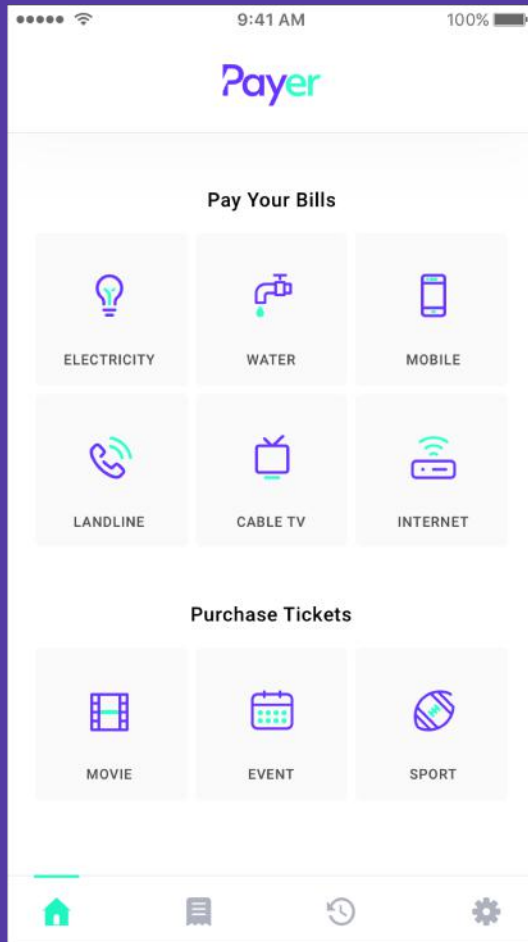 9:41 AM 100%
Payer
Pay Your Bills
ELECTRICITY WATER MOBILE
LANDLINE CABLE TV INTERNET
Purchase Tickets
MOVIE EVENT SPORT